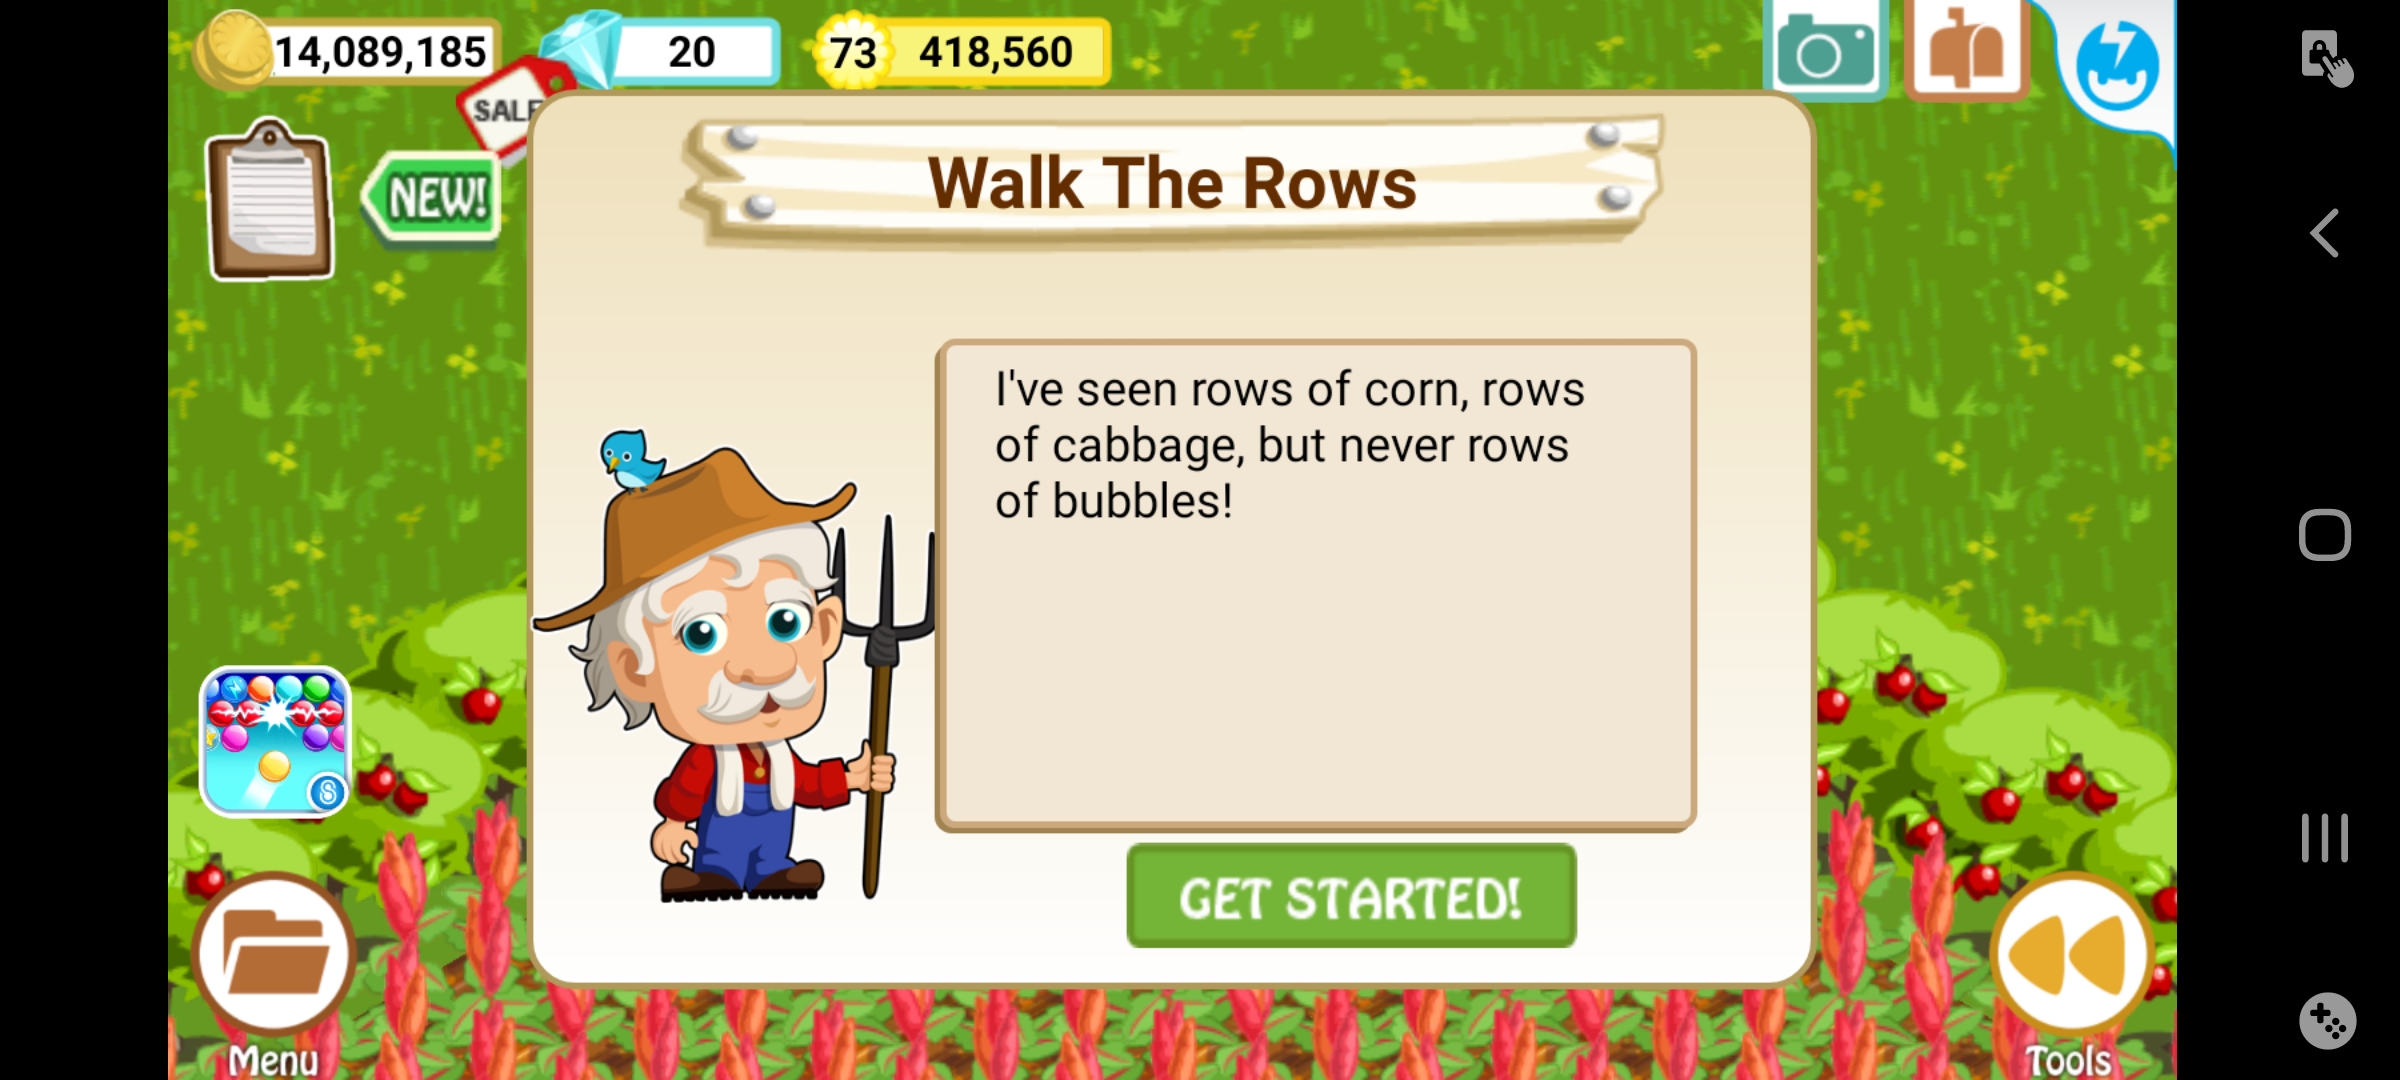 14,089,185
20
73
418,560
SALE
NEW!
Walk The Rows
I've seen rows of corn, rows
of cabbage, but never rows
of bubbles!
GET STARTED!
Menu
Tools